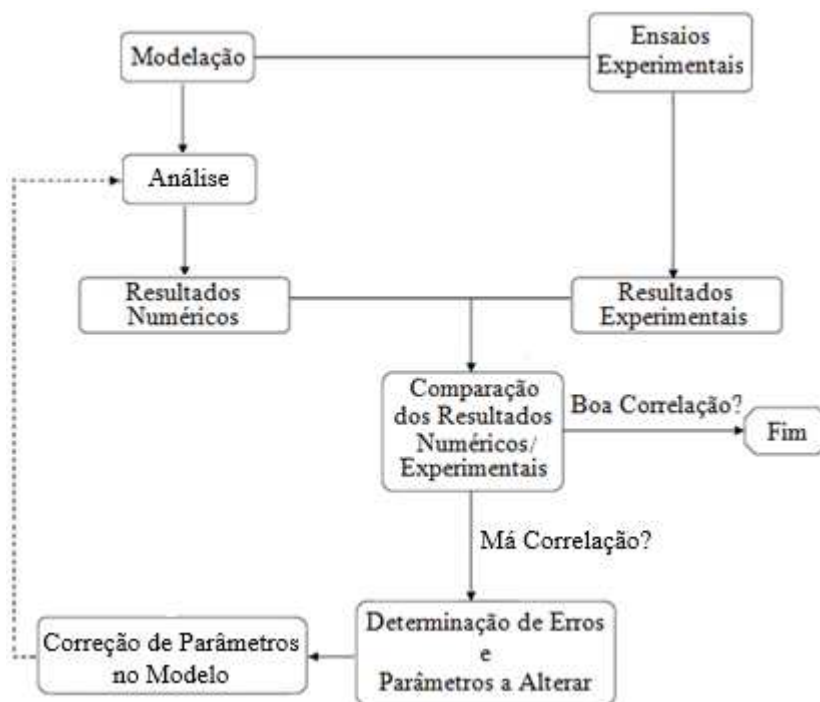 Modelação
Ensaios
Experimentais
Análise
Resultados
Numéricos
Resultados
Experimentais
Comparação
dos Resultados
Numéricos/
Experimentais
Boa Correlação?
Fim
Má Correlação?
Determinação de Erros
e
Parâmetros a Alterar
Correção de Parâmetros
no Modelo